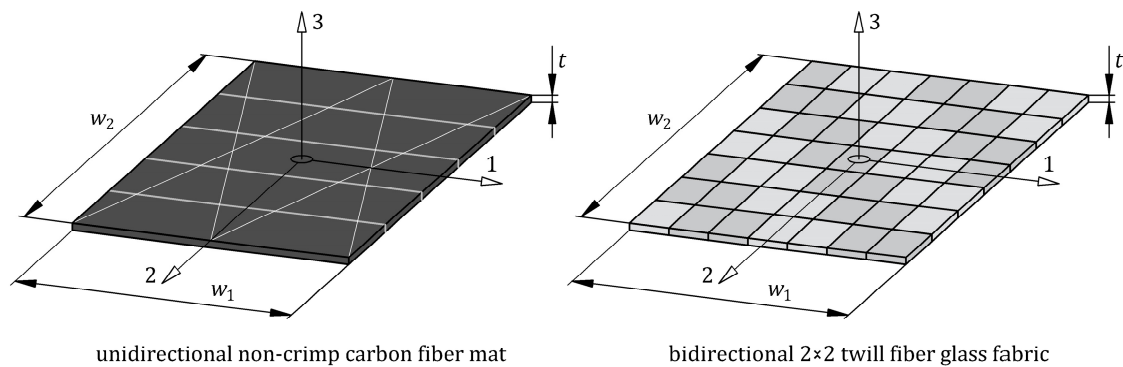 3
t
w2
1
2
w1
unidirectional non-crimp carbon fiber mat
3
t
w2
1
2
w1
bidirectional 2×2 twill fiber glass fabric